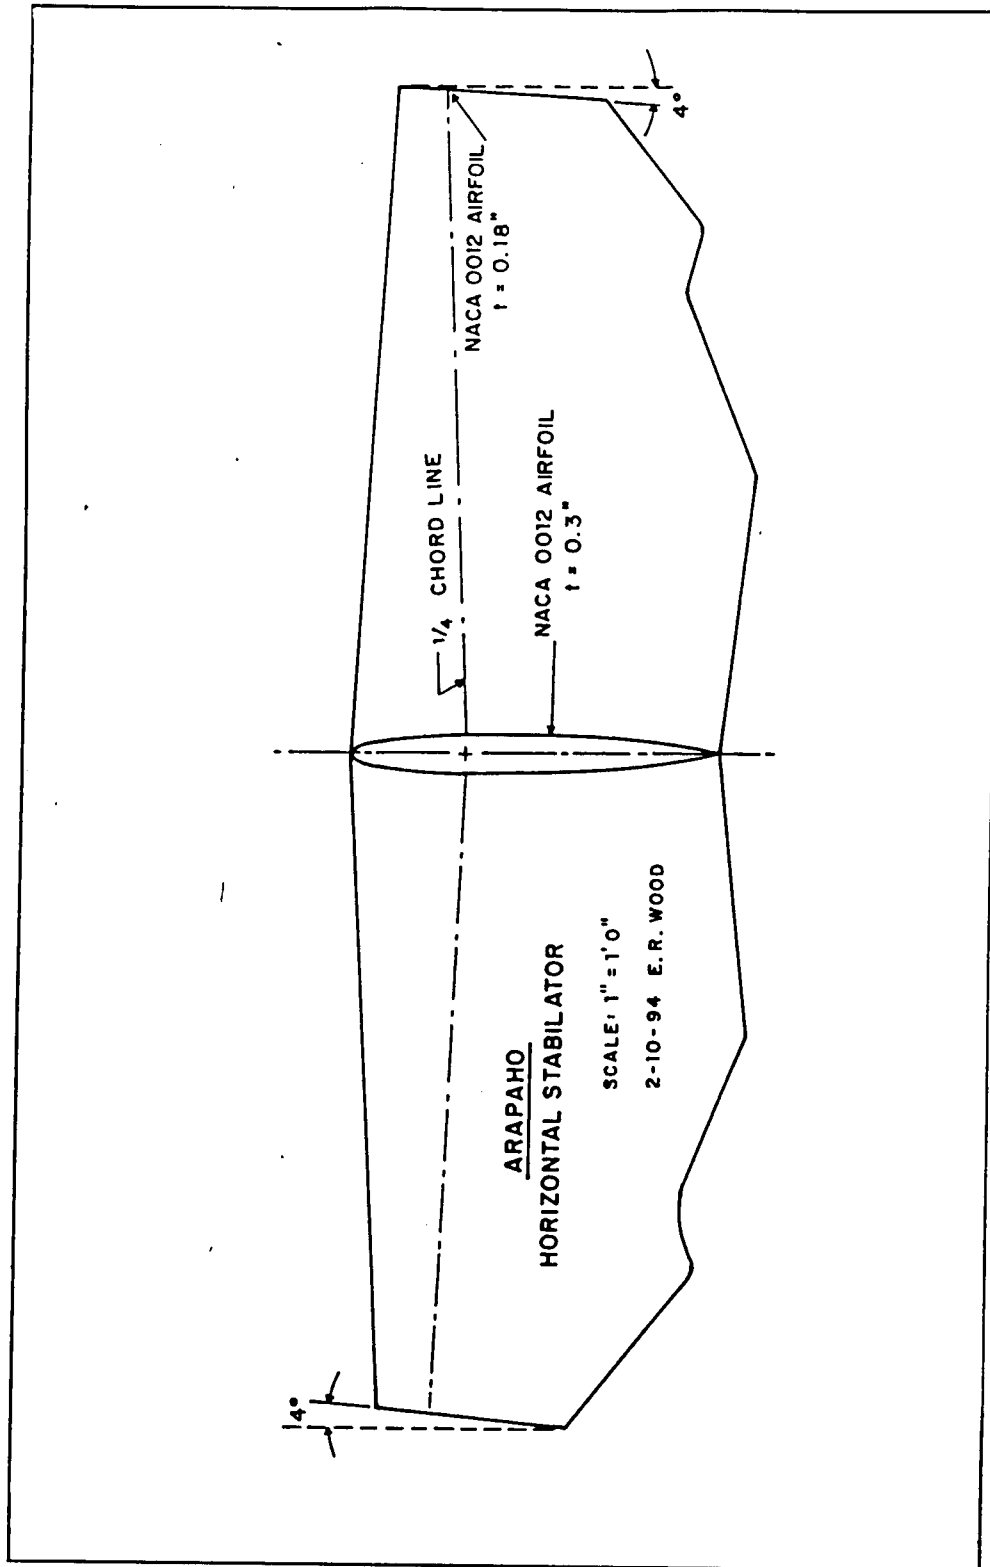 ARAPAHO
HORIZONTAL STABILATOR
SCALE: 1" = 1'0"
2-10-94 E. R. WOOD
4°
1/4 CHORD LINE
NACA 0012 AIRFOIL
t = 0.3"
NACA 0012 AIRFOIL
t = 0.18"
4°